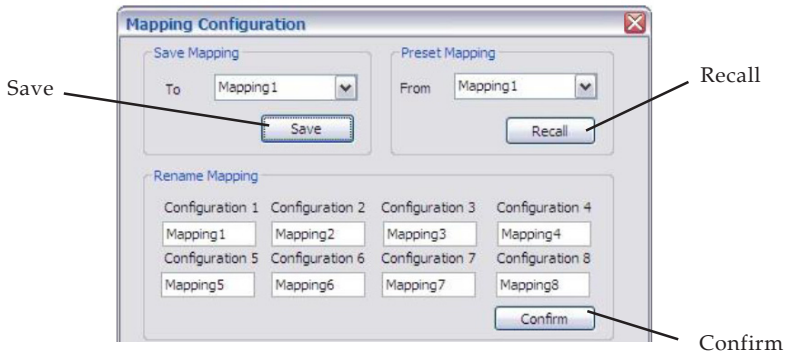 Mapping Configuration
Save Mapping
To Mapping1
Save
Preset Mapping
From Mapping1
Recall
Save
Recall
Rename Mapping
Configuration 1 Configuration 2 Configuration 3 Configuration 4
Mapping1 Mapping2 Mapping3 Mapping4
Configuration 5 Configuration 6 Configuration 7 Configuration 8
Mapping5 Mapping6 Mapping7 Mapping8
Confirm
Confirm